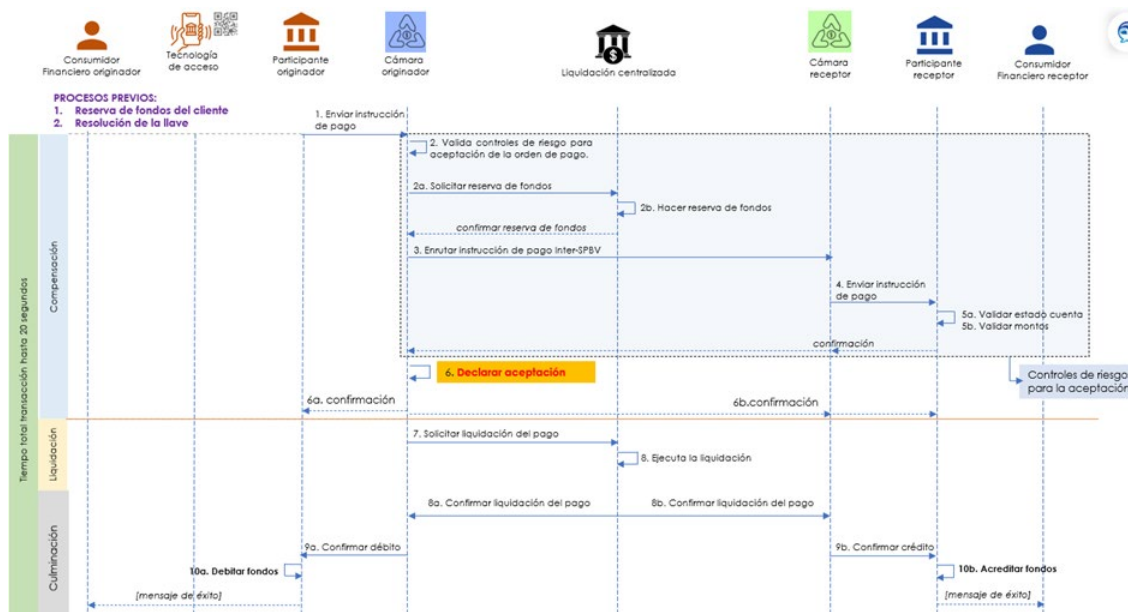 Consumidor
Financiero originador
Tecnología
de acceso
Participante
originador
Cámara
originador
Liquidación centralizada
Cámara
receptor
Participante
receptor
Consumidor
Financiero receptor
PROCESOS PREVIOS:
1. Reserva de fondos del cliente
2. Resolución de la llave
Tiempo total transacción hasta 20 segundos
Compensación
1. Enviar instrucción
de pago
2. Valida controles de riesgo para
aceptación de la orden de pago.
2a. Solicitar reserva de fondos
2b. Hacer reserva de fondos
confirmar reserva de fondos
3. Enrutar instrucción de pago Inter-SPBV
4. Enviar instrucción
de pago
5a. Validar estado cuenta
5b. Validar montos
confirmación
6. Declarar aceptación
Controles de riesgo
para la aceptación
6a. confirmación
6b.confirmación
Liquidación
7. Solicitar liquidación del pago
8. Ejecuta la liquidación
Culminación
8a. Confirmar liquidación del pago
8b. Confirmar liquidación del pago
9a. Confirmar débito
9b. Confirmar crédito
10a. Debitar fondos
10b. Acreditar fondos
[mensaje de éxito]
[mensaje de éxito]